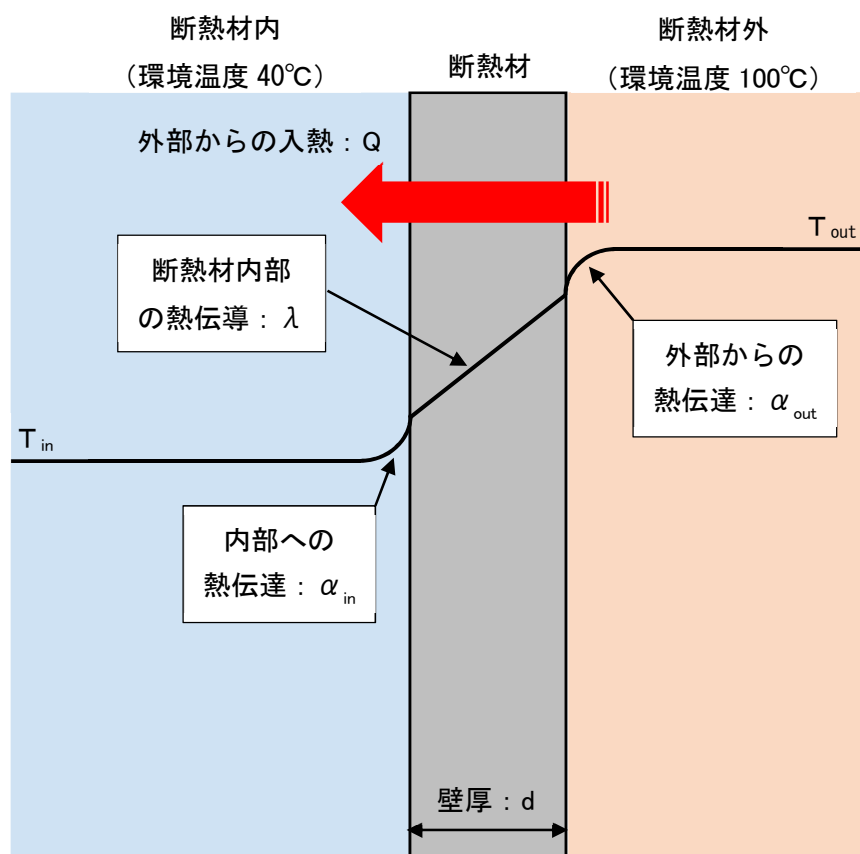 断熱材内
（環境温度 40℃）
断熱材
断熱材外
（環境温度 100℃）
外部からの入熱：Q
T out
断熱材内部
の熱伝導：λ
外部からの
熱伝達：α out
T in
内部への
熱伝達：α in
壁厚：d